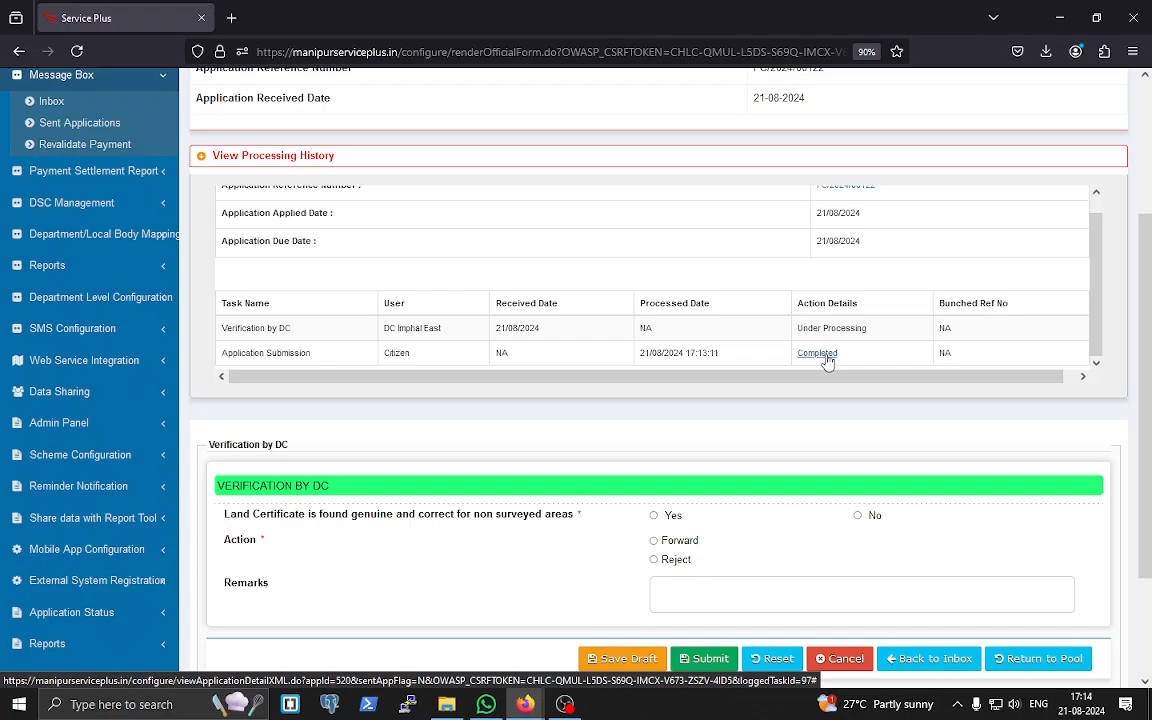 Service Plus
https://manipurserviceplus.in/configure/renderOfficialForm.do?OWASP_CSRFTOKEN=CHLC-QMUL-L5DS-S69Q-IMCX-V
90%
Message Box
Inbox
Sent Applications
Revalidate Payment
Payment Settlement Report
DSC Management
Department/Local Body Mapping
Reports
Department Level Configuration
SMS Configuration
Web Service Integration
Data Sharing
Admin Panel
Scheme Configuration
Reminder Notification
Share data with Report Tool
Mobile App Configuration
External System Registration
Application Status
Reports
Application Reference Number
Application Received Date 21-08-2024
View Processing History
Application Reference Number :
Application Applied Date : 21/08/2024
Application Due Date : 21/08/2024
Task Name User Received Date Processed Date Action Details Bunched Ref No
Verification by DC DC Imphal East 21/08/2024 NA Under Processing NA
Application Submission Citizen NA 21/08/2024 17:13:11 Completed NA
Verification by DC
VERIFICATION BY DC
Land Certificate is found genuine and correct for non surveyed areas * Yes No
Action * Forward
Reject
Remarks
Save Draft Submit Reset Cancel Back to Inbox Return to Pool
https://manipurserviceplus.in/configure/viewApplicationDetailXML.do?appId=520&sentAppFlag=N&OWASP_CSRFTOKEN=CHLC-QMUL-L5DS-S69Q-IMCX-V673-ZSZV-4ID5&loggedTaskId=97#
Type here to search
27°C Partly sunny
ENG
17:14
21-08-2024